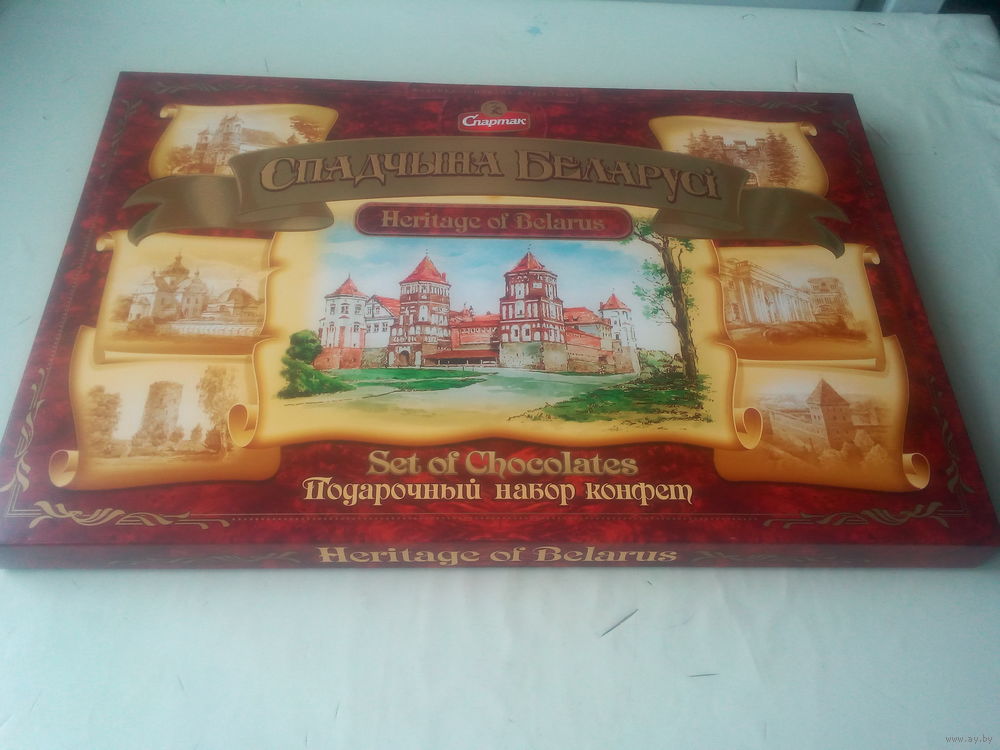 Спартак
Спадчына Беларусі
Heritage of Belarus
Set of Chocolates
Подарочный набор конфет
Heritage of Belarus
www.ay.by